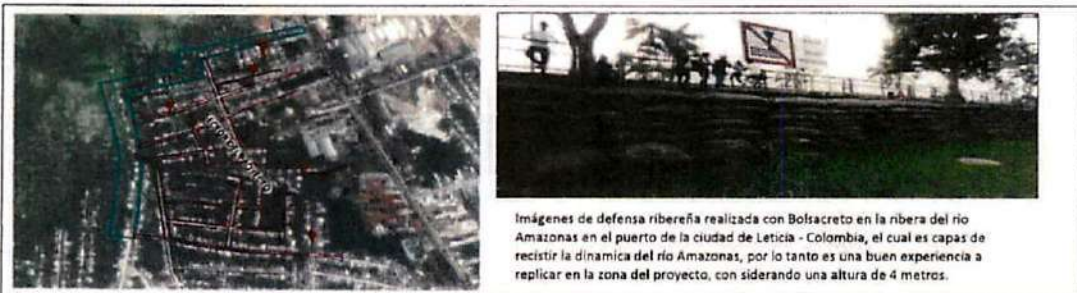 Imágenes de defensa ribereña realizada con Bolsacreto en la ribera del río
Amazonas en el puerto de la ciudad de Leticia - Colombia, el cual es capas de
recistir la dinamica del río Amazonas, por lo tanto es una buen experiencia a
replicar en la zona del proyecto, con siderando una altura de 4 metros.